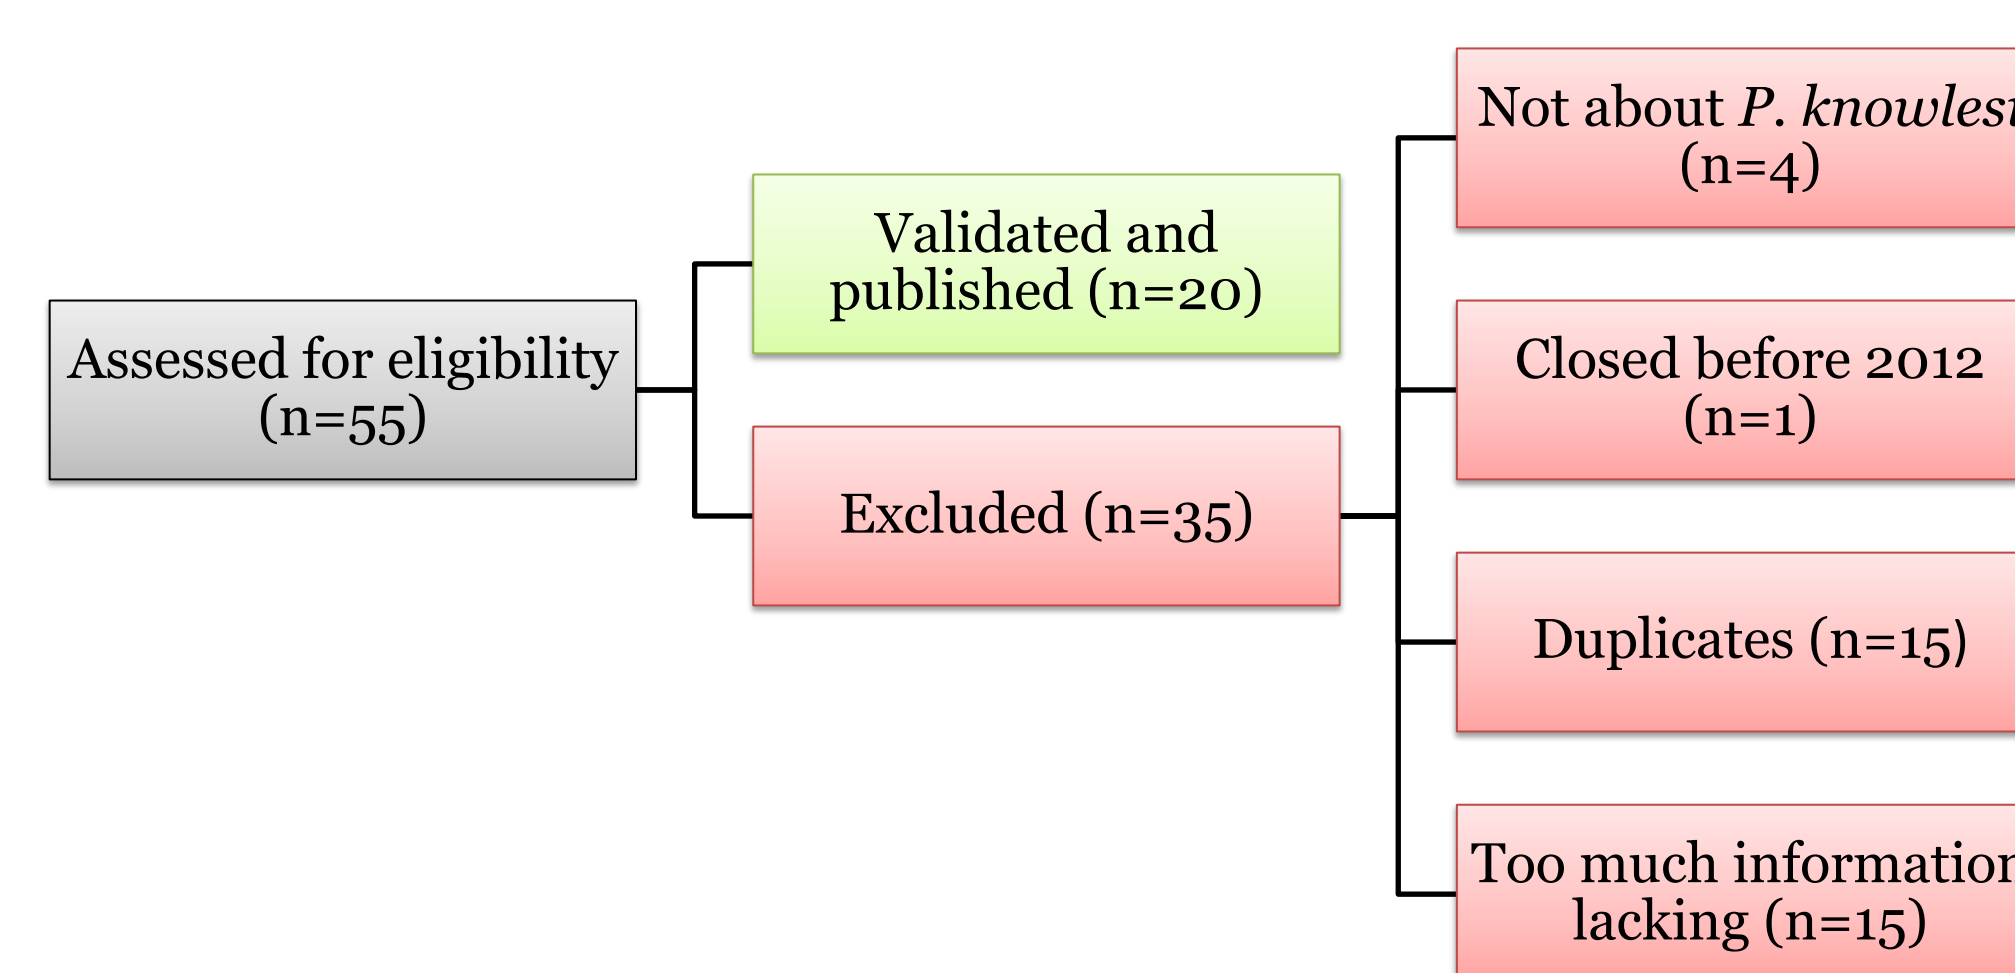 Assessed for eligibility
(n=55)
Validated and
published (n=20)
Excluded (n=35)
Not about P. knowlesi
(n=4)
Closed before 2012
(n=1)
Duplicates (n=15)
Too much information
lacking (n=15)